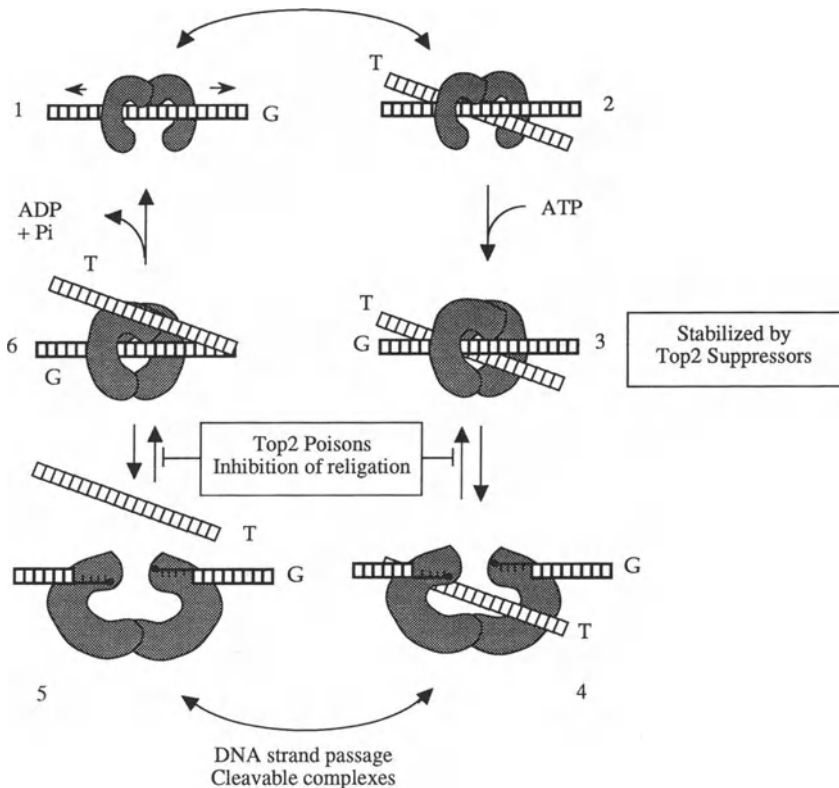 T
1
G
2
ADP
+ Pi
ATP
T
T
6
G
G
3
Stabilized by
Top2 Suppressors
Top2 Poisons
Inhibition of religation
T
G
G
T
5
4
DNA strand passage
Cleavable complexes